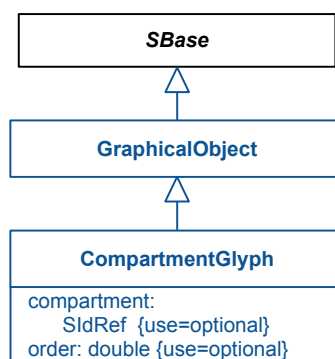 SBase
GraphicalObject
CompartmentGlyph
compartment:
SIdRef {use=optional}
order: double {use=optional}